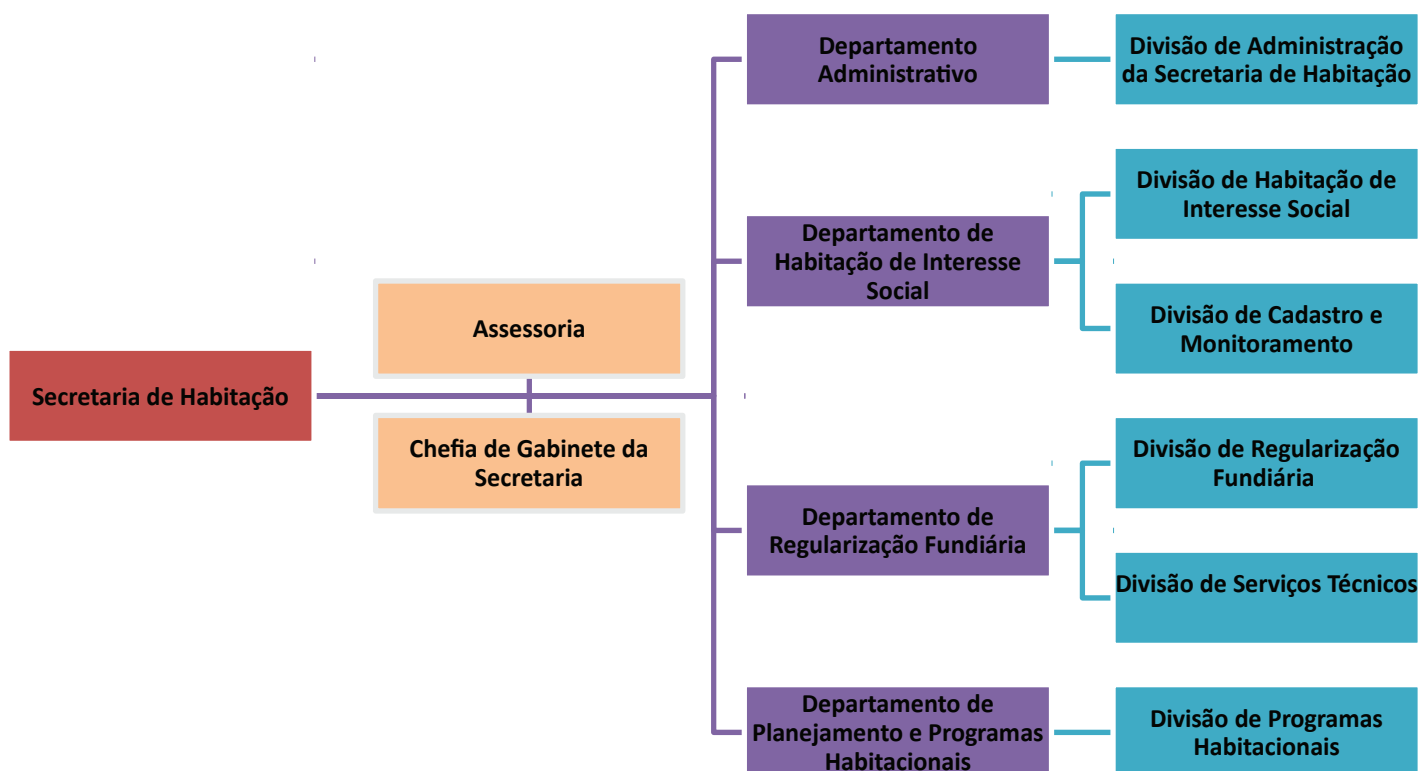 Secretaria de Habitação
Assessoria
Chefia de Gabinete da
Secretaria
Departamento
Administrativo
Divisão de Administração
da Secretaria de Habitação
Departamento de
Habitação de Interesse
Social
Divisão de Habitação de
Interesse Social
Divisão de Cadastro e
Monitoramento
Departamento de
Regularização Fundiária
Divisão de Regularização
Fundiária
Divisão de Serviços Técnicos
Departamento de
Planejamento e Programas
Habitacionais
Divisão de Programas
Habitacionais